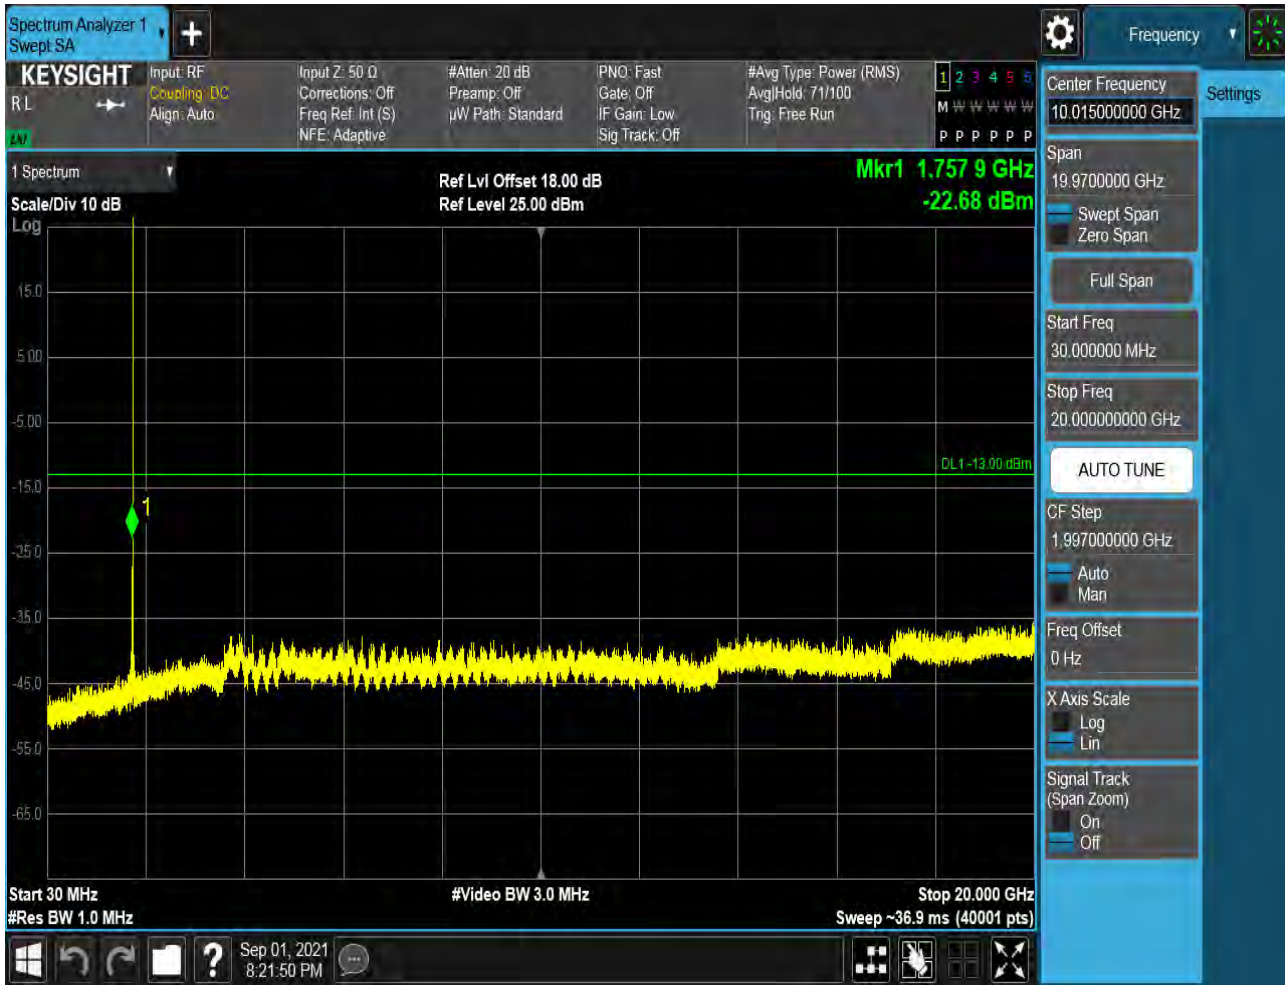 Spectrum Analyzer 1
Swept SA
+
Frequency
KEYSIGHT
R L
Input: RF
Coupling: DC
Align: Auto
Input Z: 50 Ω
Corrections: Off
Freq Ref: Int (S)
NFE: Adaptive
#Atten: 20 dB
Preamp: Off
µW Path: Standard
PNO: Fast
Gate: Off
IF Gain: Low
Sig Track: Off
#Avg Type: Power (RMS)
Avg|Hold: 71/100
Trig: Free Run
1 2 3 4 5 6
M W W W W W
P P P P P P
1 Spectrum
Scale/Div 10 dB
Log
Ref Lvl Offset 18.00 dB
Ref Level 25.00 dBm
Mkr1 1.757 9 GHz
-22.68 dBm
15.0
5.00
-5.00
-15.0
-25.0
-35.0
-45.0
-55.0
-65.0
DL1 -13.00 dBm
1
Start 30 MHz
#Res BW 1.0 MHz
#Video BW 3.0 MHz
Stop 20.000 GHz
Sweep ~36.9 ms (40001 pts)
Center Frequency
10.015000000 GHz
Settings
Span
19.9700000 GHz
Swept Span
Zero Span
Full Span
Start Freq
30.000000 MHz
Stop Freq
20.000000000 GHz
AUTO TUNE
CF Step
1.997000000 GHz
Auto
Man
Freq Offset
0 Hz
X Axis Scale
Log
Lin
Signal Track
(Span Zoom)
On
Off
?
Sep 01, 2021
8:21:50 PM